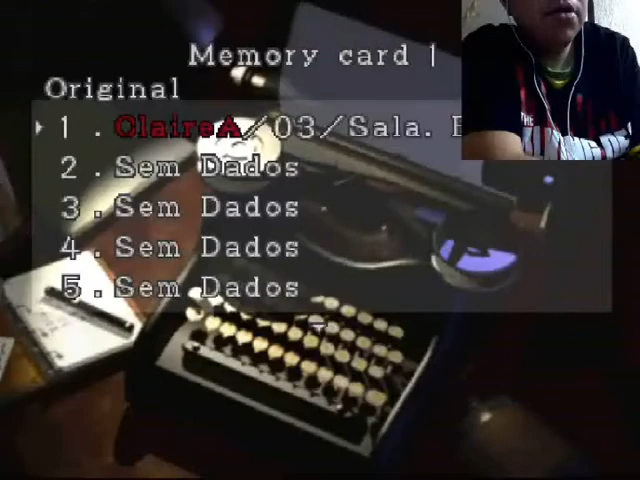 Memory card 1
Original
1. ClaireA/03/Sala.
2. Sem Dados
3. Sem Dados
4. Sem Dados
5. Sem Dados
THE